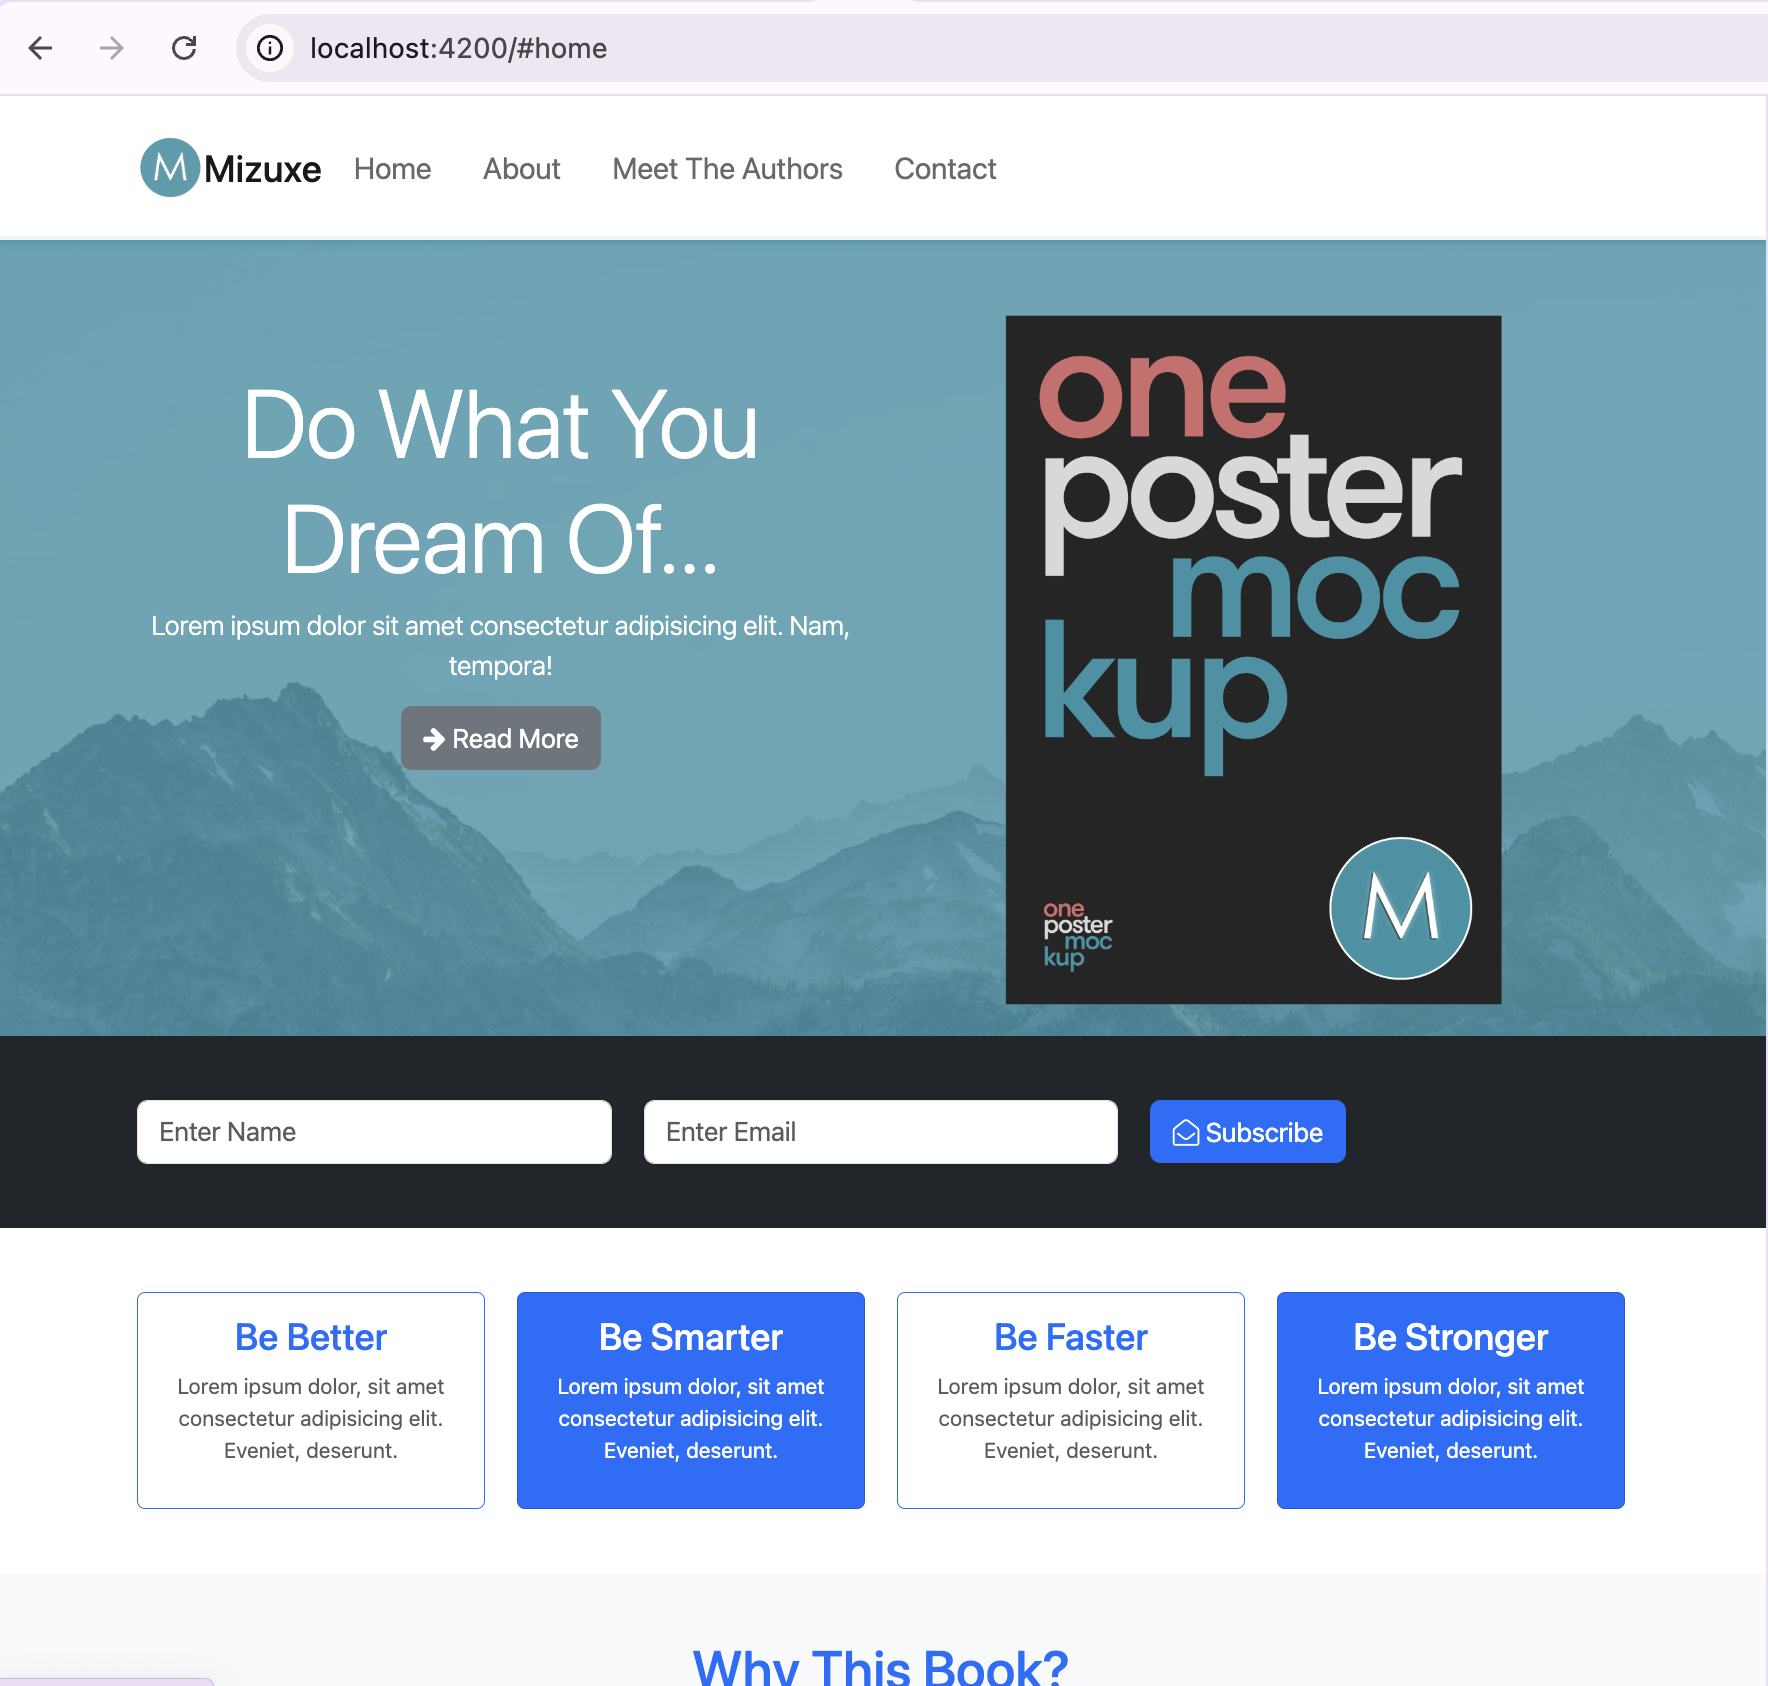 localhost:4200/#home
M Mizuxe Home About Meet The Authors Contact
Do What You
Dream Of...
Lorem ipsum dolor sit amet consectetur adipisicing elit. Nam,
tempora!
Read More
one
poster
moc
kup
one
poster
moc
kup
M
Enter Name
Enter Email
Subscribe
Be Better
Lorem ipsum dolor, sit amet
consectetur adipisicing elit.
Eveniet, deserunt.
Be Smarter
Lorem ipsum dolor, sit amet
consectetur adipisicing elit.
Eveniet, deserunt.
Be Faster
Lorem ipsum dolor, sit amet
consectetur adipisicing elit.
Eveniet, deserunt.
Be Stronger
Lorem ipsum dolor, sit amet
consectetur adipisicing elit.
Eveniet, deserunt.
Why This Book?